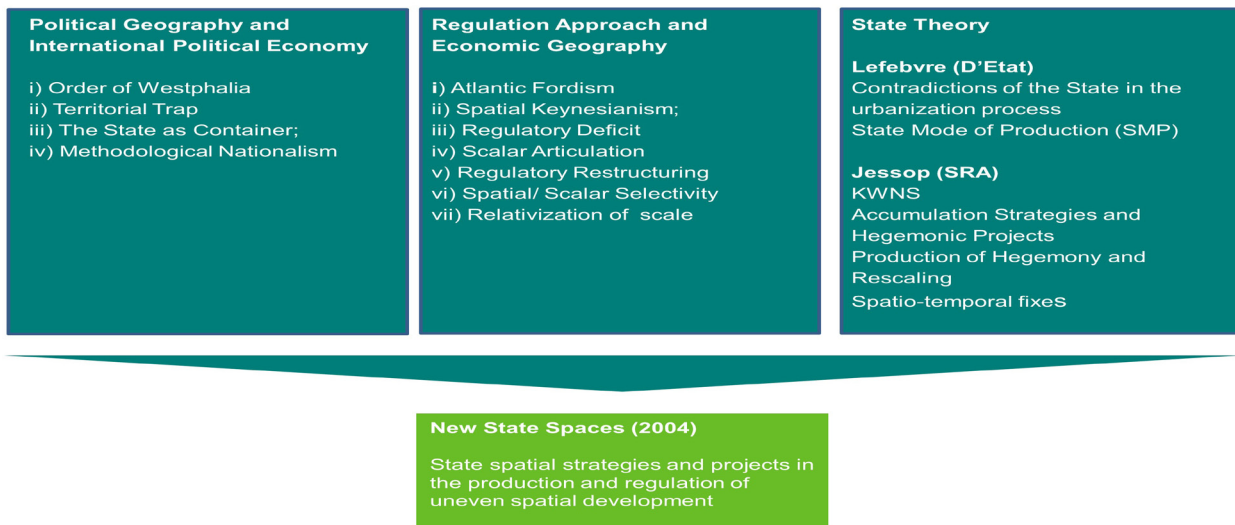 Political Geography and
International Political Economy
i) Order of Westphalia
ii) Territorial Trap
iii) The State as Container;
iv) Methodological Nationalism
Regulation Approach and
Economic Geography
i) Atlantic Fordism
ii) Spatial Keynesianism;
iii) Regulatory Deficit
iv) Scalar Articulation
v) Regulatory Restructuring
vi) Spatial/ Scalar Selectivity
vii) Relativization of scale
State Theory
Lefebvre (D'Etat)
Contradictions of the State in the
urbanization process
State Mode of Production (SMP)
Jessop (SRA)
KWNS
Accumulation Strategies and
Hegemonic Projects
Production of Hegemony and
Rescaling
Spatio-temporal fixes
New State Spaces (2004)
State spatial strategies and projects in
the production and regulation of
uneven spatial development